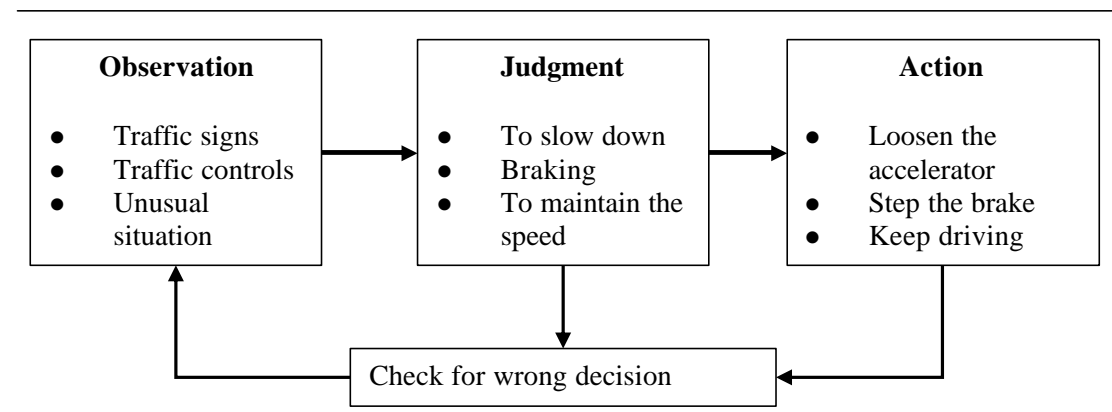 Observation
● Traffic signs
● Traffic controls
● Unusual
situation
Judgment
● To slow down
● Braking
● To maintain the
speed
Action
● Loosen the
accelerator
● Step the brake
● Keep driving
Check for wrong decision